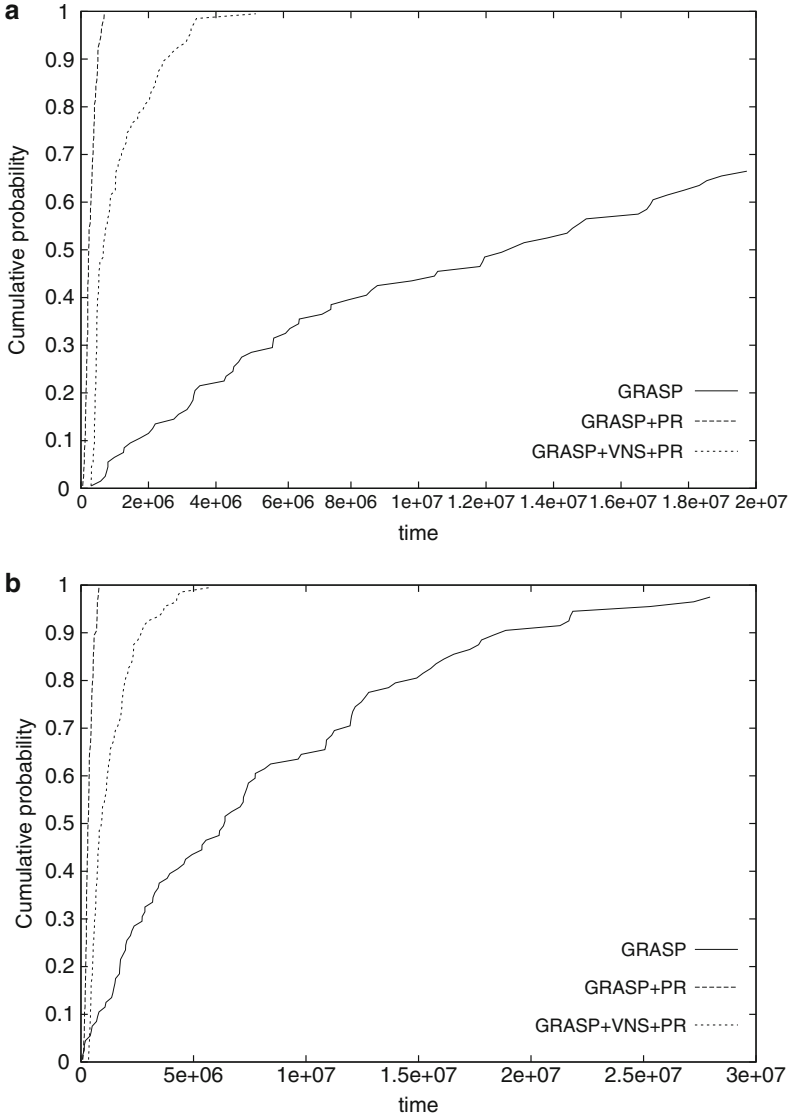 a
1
0.9
0.8
0.7
0.6
0.5
0.4
0.3
0.2
0.1
0
Cumulative probability
GRASP
GRASP+PR
GRASP+VNS+PR
0 2e+06 4e+06 6e+06 8e+06 1e+07 1.2e+07 1.4e+07 1.6e+07 1.8e+07 2e+07
time
b
1
0.9
0.8
0.7
0.6
0.5
0.4
0.3
0.2
0.1
0
Cumulative probability
GRASP
GRASP+PR
GRASP+VNS+PR
0 5e+06 1e+07 1.5e+07 2e+07 2.5e+07 3e+07
time